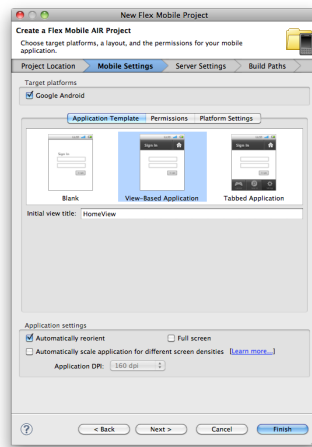 New Flex Mobile Project
Create a Flex Mobile AIR Project
Choose target platforms, a layout, and the permissions for your mobile
application.
Project Location Mobile Settings Server Settings Build Paths
Target platforms
Google Android
Application Template Permissions Platform Settings
Sign In Sign In Sign In
Blank View-Based Application Tabbed Application
Initial view title: HomeView
Application settings
Automatically reorient Full screen
Automatically scale application for different screen densities [Learn more...]
Application DPI: 160 dpi
? < Back Next > Cancel Finish